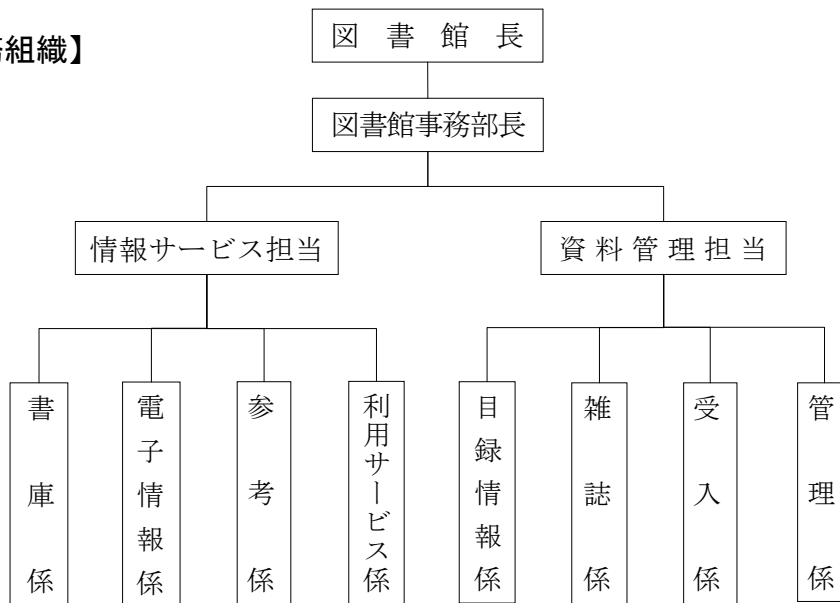 務組織】
図書館長
図書館事務部長
情報サービス担当
資料管理担当
書庫係
電子情報係
参考係
利用サービス係
目録情報係
雑誌係
受入係
管理係